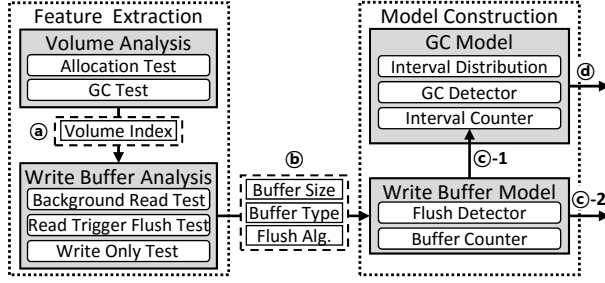 Feature Extraction
Volume Analysis
Allocation Test
GC Test
ⓐ
Volume Index
Write Buffer Analysis
Background Read Test
Read Trigger Flush Test
Write Only Test
ⓑ
Buffer Size
Buffer Type
Flush Alg.
Model Construction
GC Model
Interval Distribution
GC Detector
Interval Counter
ⓓ
ⓒ-1
Write Buffer Model
Flush Detector
Buffer Counter
ⓒ-2